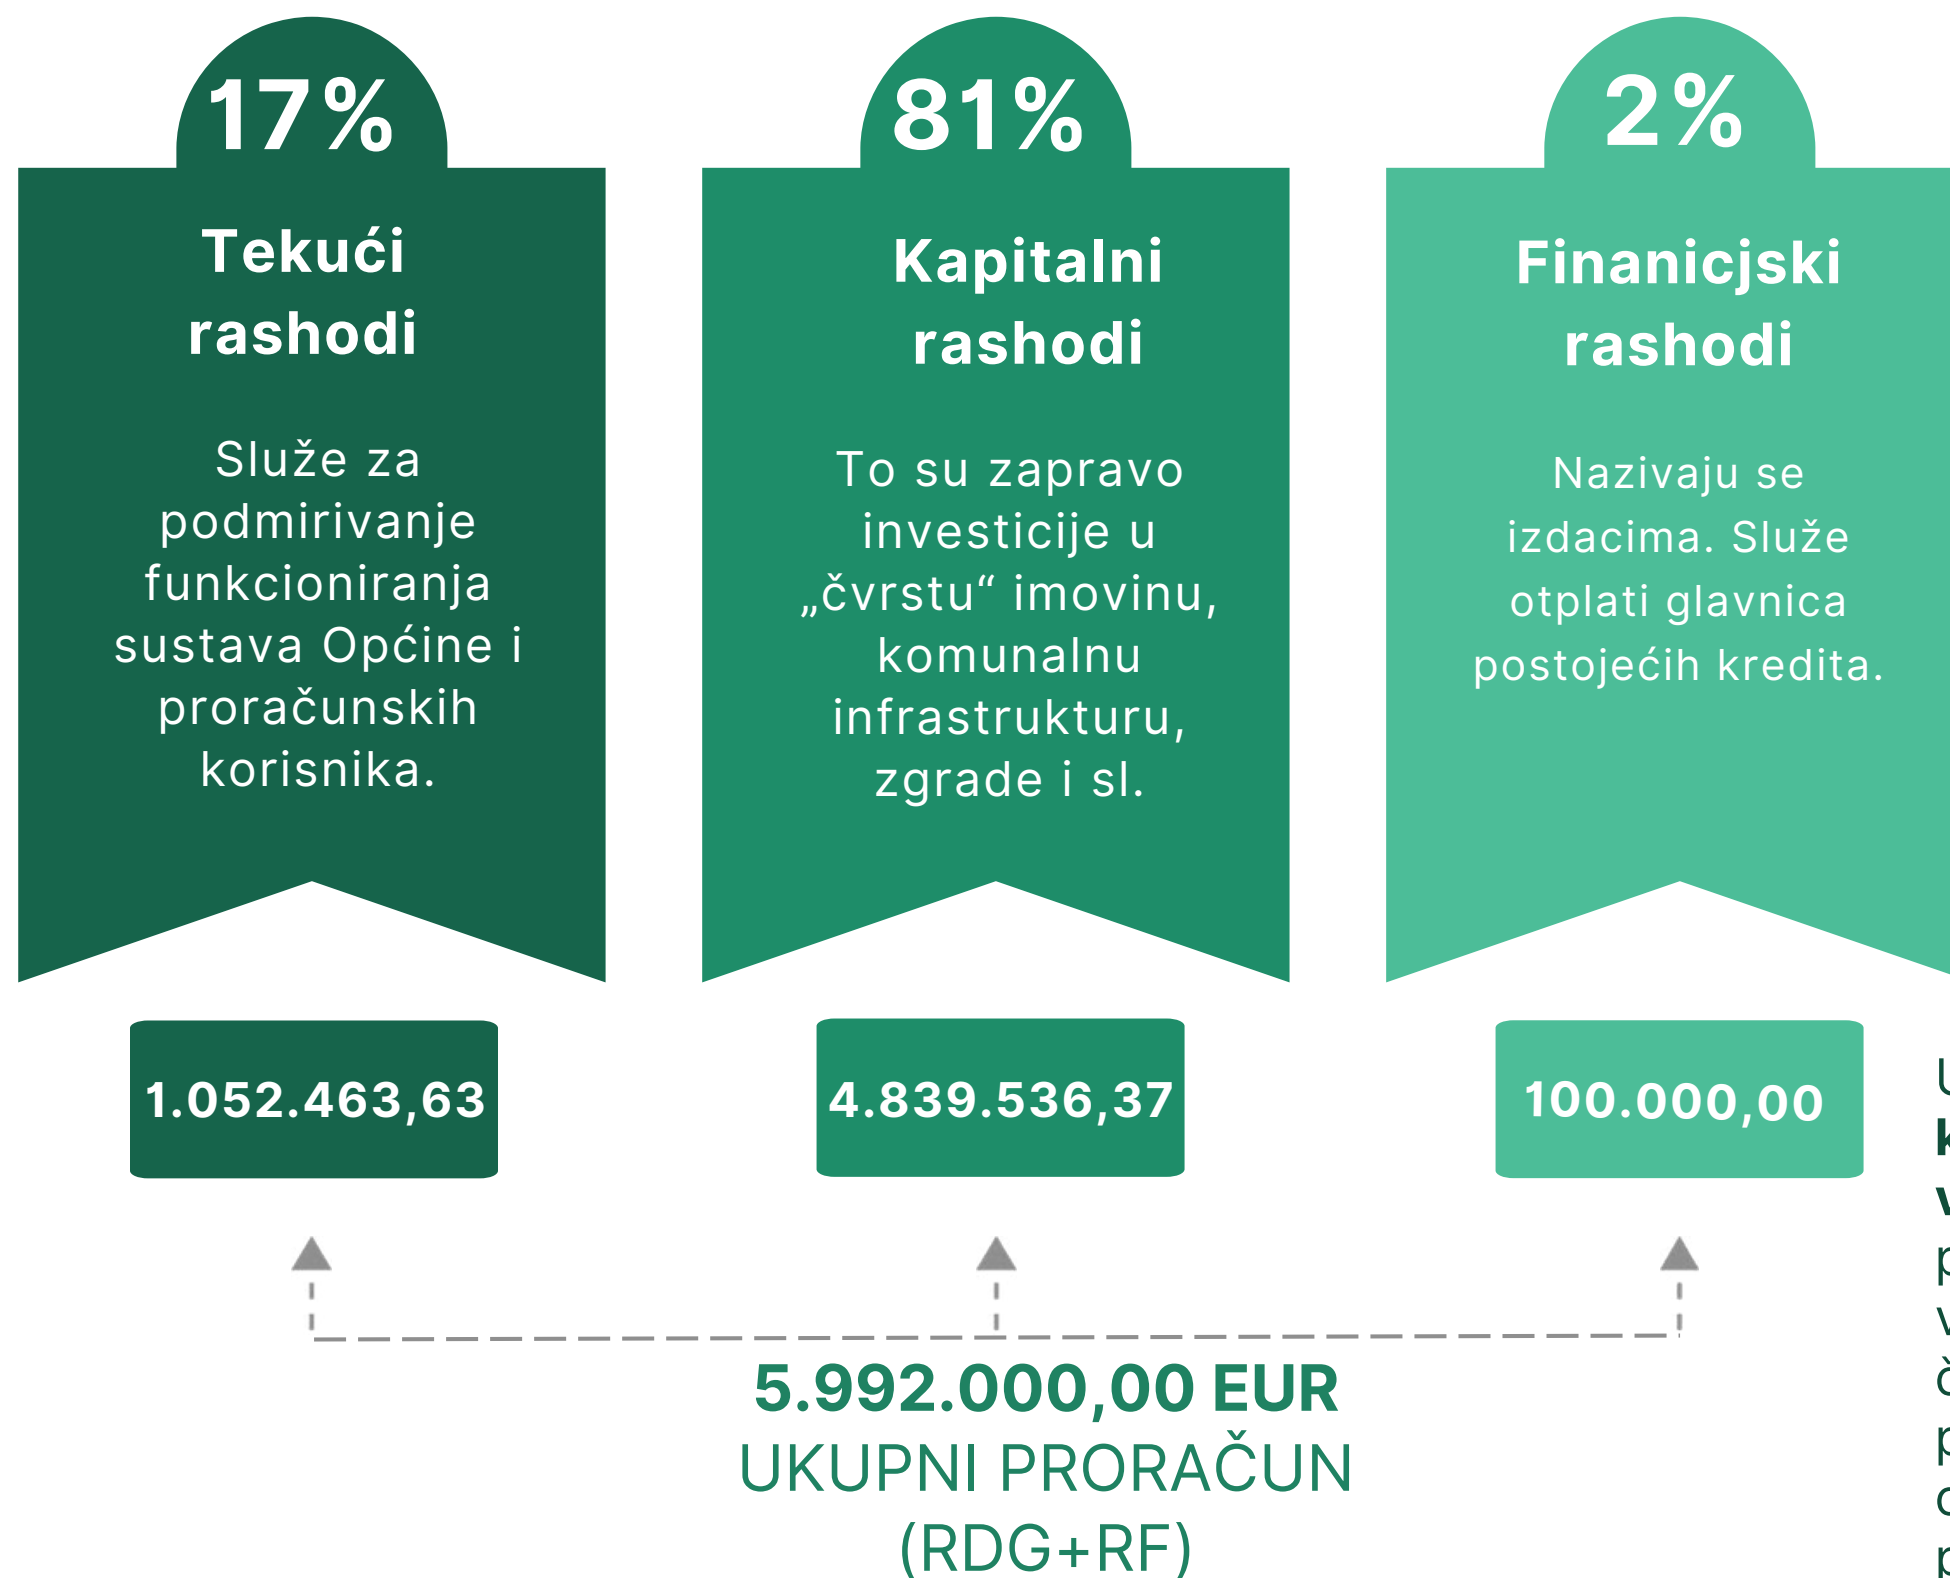 17%
Tekući
rashodi
Služe za
podmirivanje
funkcioniranja
sustava Općine i
proračunskih
korisnika.
1.052.463,63
81%
Kapitalni
rashodi
To su zapravo
investicije u
„čvrstu“ imovinu,
komunalnu
infrastrukturu,
zgrade i sl.
4.839.536,37
2%
Finanicjski
rashodi
Nazivaju se
izdacima. Služe
otplati glavnica
postojećih kredita.
100.000,00
5.992.000,00 EUR
UKUPNI PRORAČUN
(RDG+RF)